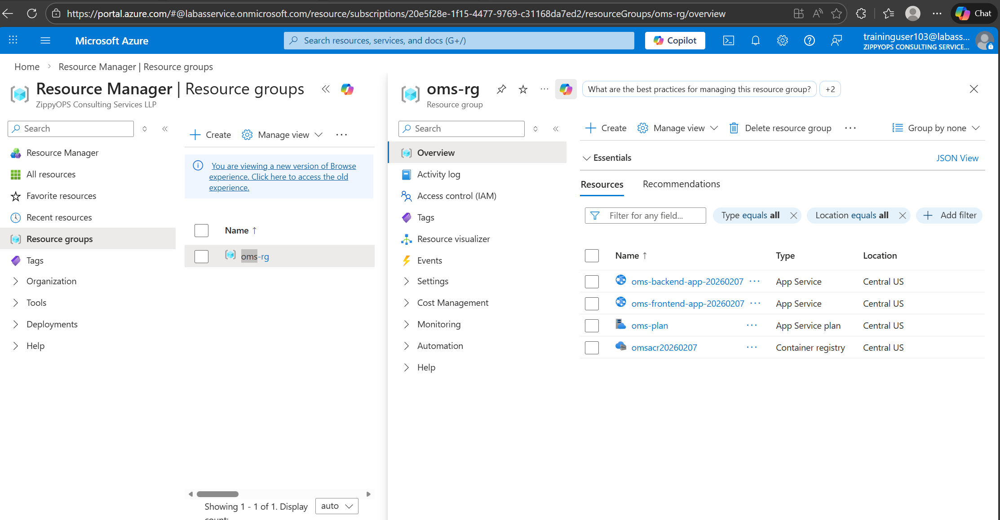 https://portal.azure.com/#@labasservice.onmicrosoft.com/resource/subscriptions/20e5f28e-1f15-4477-9769-c31168da7ed2/resourceGroups/oms-rg/overview
Chat
Microsoft Azure
Search resources, services, and docs (G+/)
Copilot
traininguser103@labass...
ZIPPYOPS CONSULTING SERVICE...
Home > Resource Manager | Resource groups
Resource Manager | Resource groups
ZippyOPS Consulting Services LLP
Search
Resource Manager
All resources
Favorite resources
Recent resources
Resource groups
Tags
Organization
Tools
Deployments
Help
Create
Manage view
...
You are viewing a new version of Browse
experience. Click here to access the old
experience.
Name ↑
oms-rg
Showing 1 - 1 of 1. Display
count:
auto
oms-rg
Resource group
...
What are the best practices for managing this resource group?
+2
Search
Overview
Activity log
Access control (IAM)
Tags
Resource visualizer
Events
Settings
Cost Management
Monitoring
Automation
Help
Create
Manage view
Delete resource group
...
Group by none
Essentials
JSON View
Resources
Recommendations
Filter for any field...
Type equals all
Location equals all
Add filter
Name ↑ Type Location
oms-backend-app-20260207 ... App Service Central US
oms-frontend-app-20260207 ... App Service Central US
oms-plan ... App Service plan Central US
omsacr20260207 ... Container registry Central US